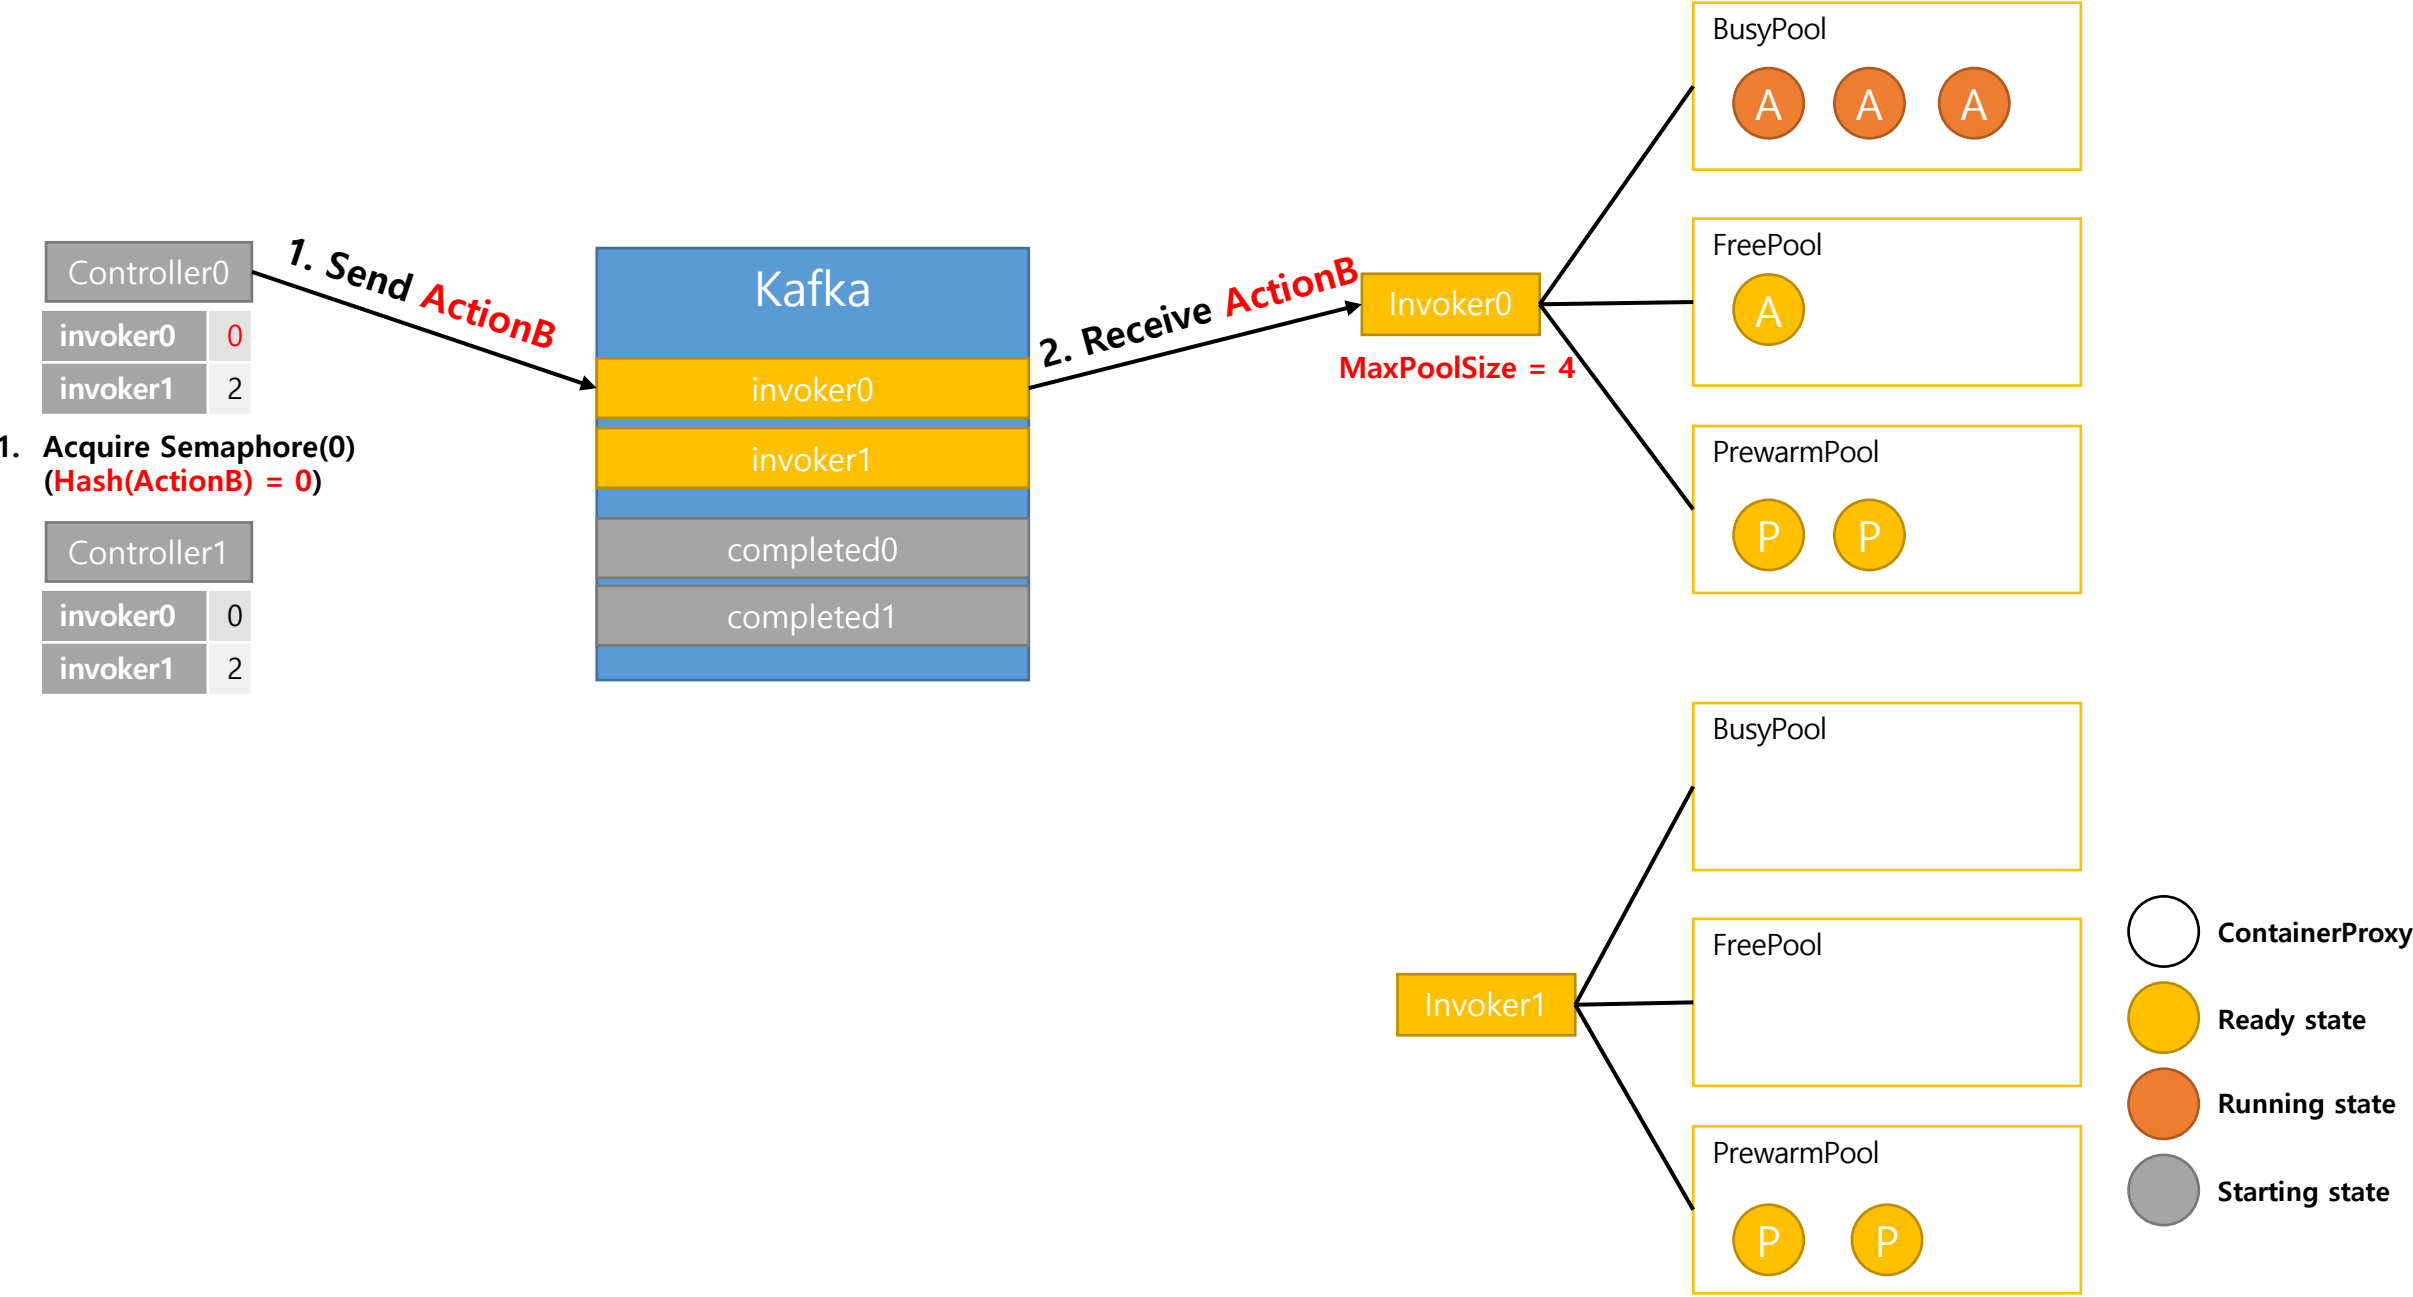 Controller0
invoker0 0
invoker1 2
1. Acquire Semaphore(0)
(Hash(ActionB) = 0)
Controller1
invoker0 0
invoker1 2
1. Send ActionB
Kafka
invoker0
invoker1
completed0
completed1
2. Receive ActionB
Invoker0
MaxPoolSize = 4
BusyPool
A A A
FreePool
A
PrewarmPool
P P
Invoker1
BusyPool
FreePool
PrewarmPool
P P
ContainerProxy
Ready state
Running state
Starting state